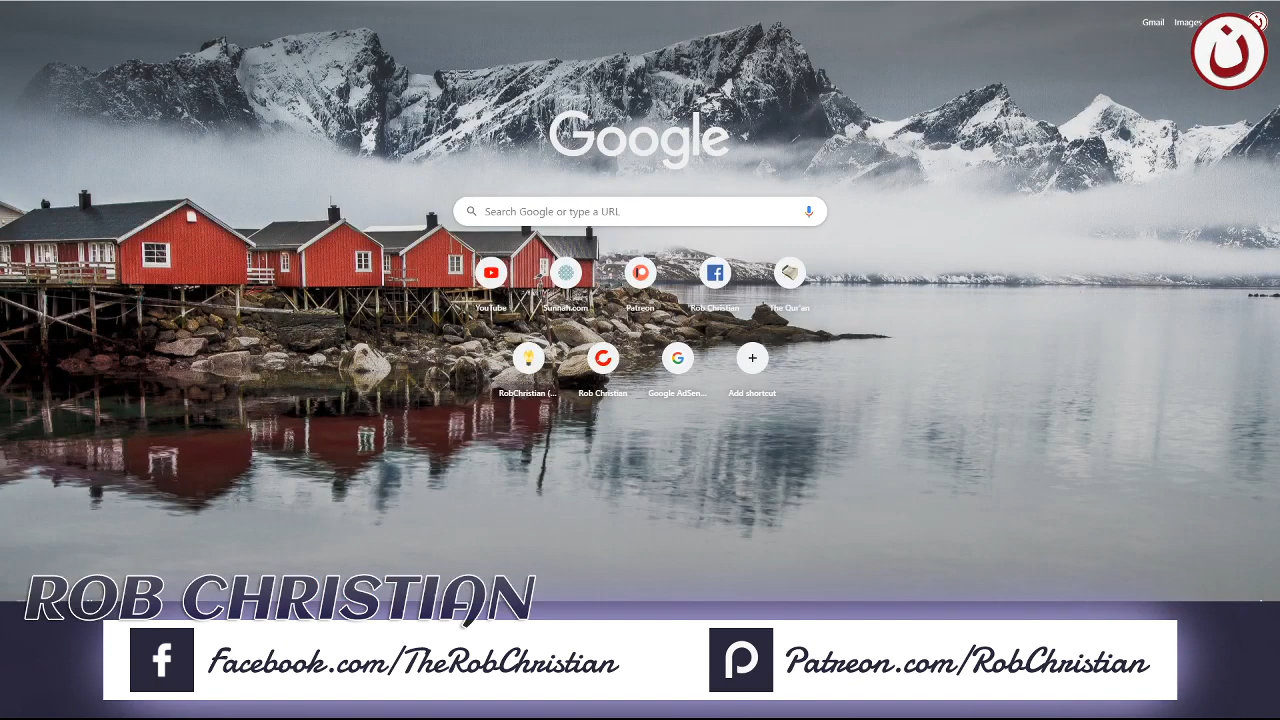 Gmail Images
ن
Google
Search Google or type a URL
YouTube Sunnah.com Patreon Rob Christian The Qur'an
RobChristian (... Rob Christian Google AdSen... Add shortcut
ROB CHRISTIAN
Facebook.com/TheRobChristian Patreon.com/RobChristian